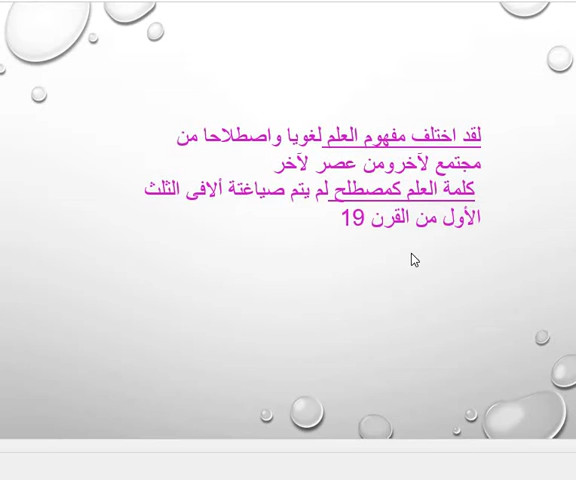 لقد اختلف مفهوم العلم لغويا واصطلاحا من
مجتمع لآخرومن عصر لآخر
كلمة العلم كمصطلح لم يتم صياغتة ألافى الثلث
الأول من القرن 19